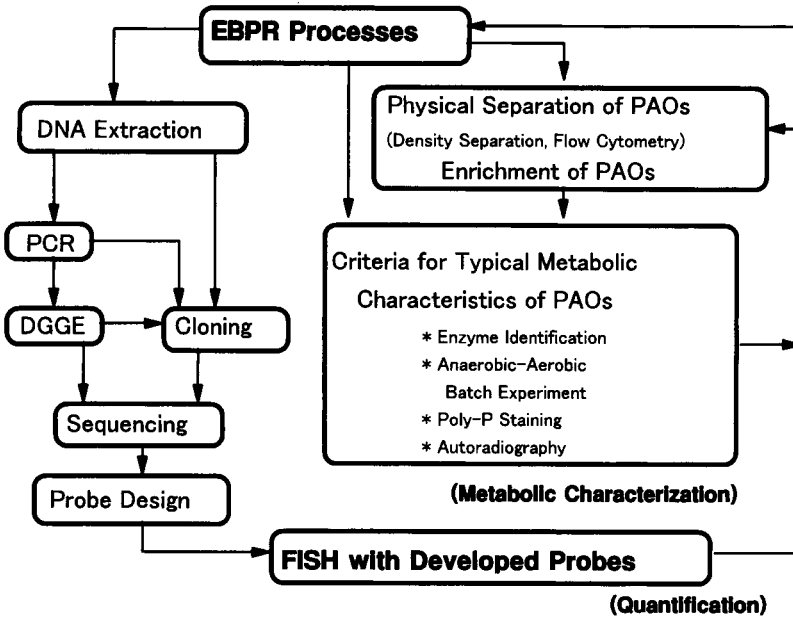 EBPR Processes
DNA Extraction
PCR
DGGE
Cloning
Sequencing
Probe Design
Physical Separation of PAOs
(Density Separation, Flow Cytometry)
Enrichment of PAOs
Criteria for Typical Metabolic
Characteristics of PAOs
* Enzyme Identification
* Anaerobic-Aerobic
Batch Experiment
* Poly-P Staining
* Autoradiography
(Metabolic Characterization)
FISH with Developed Probes
(Quantification)